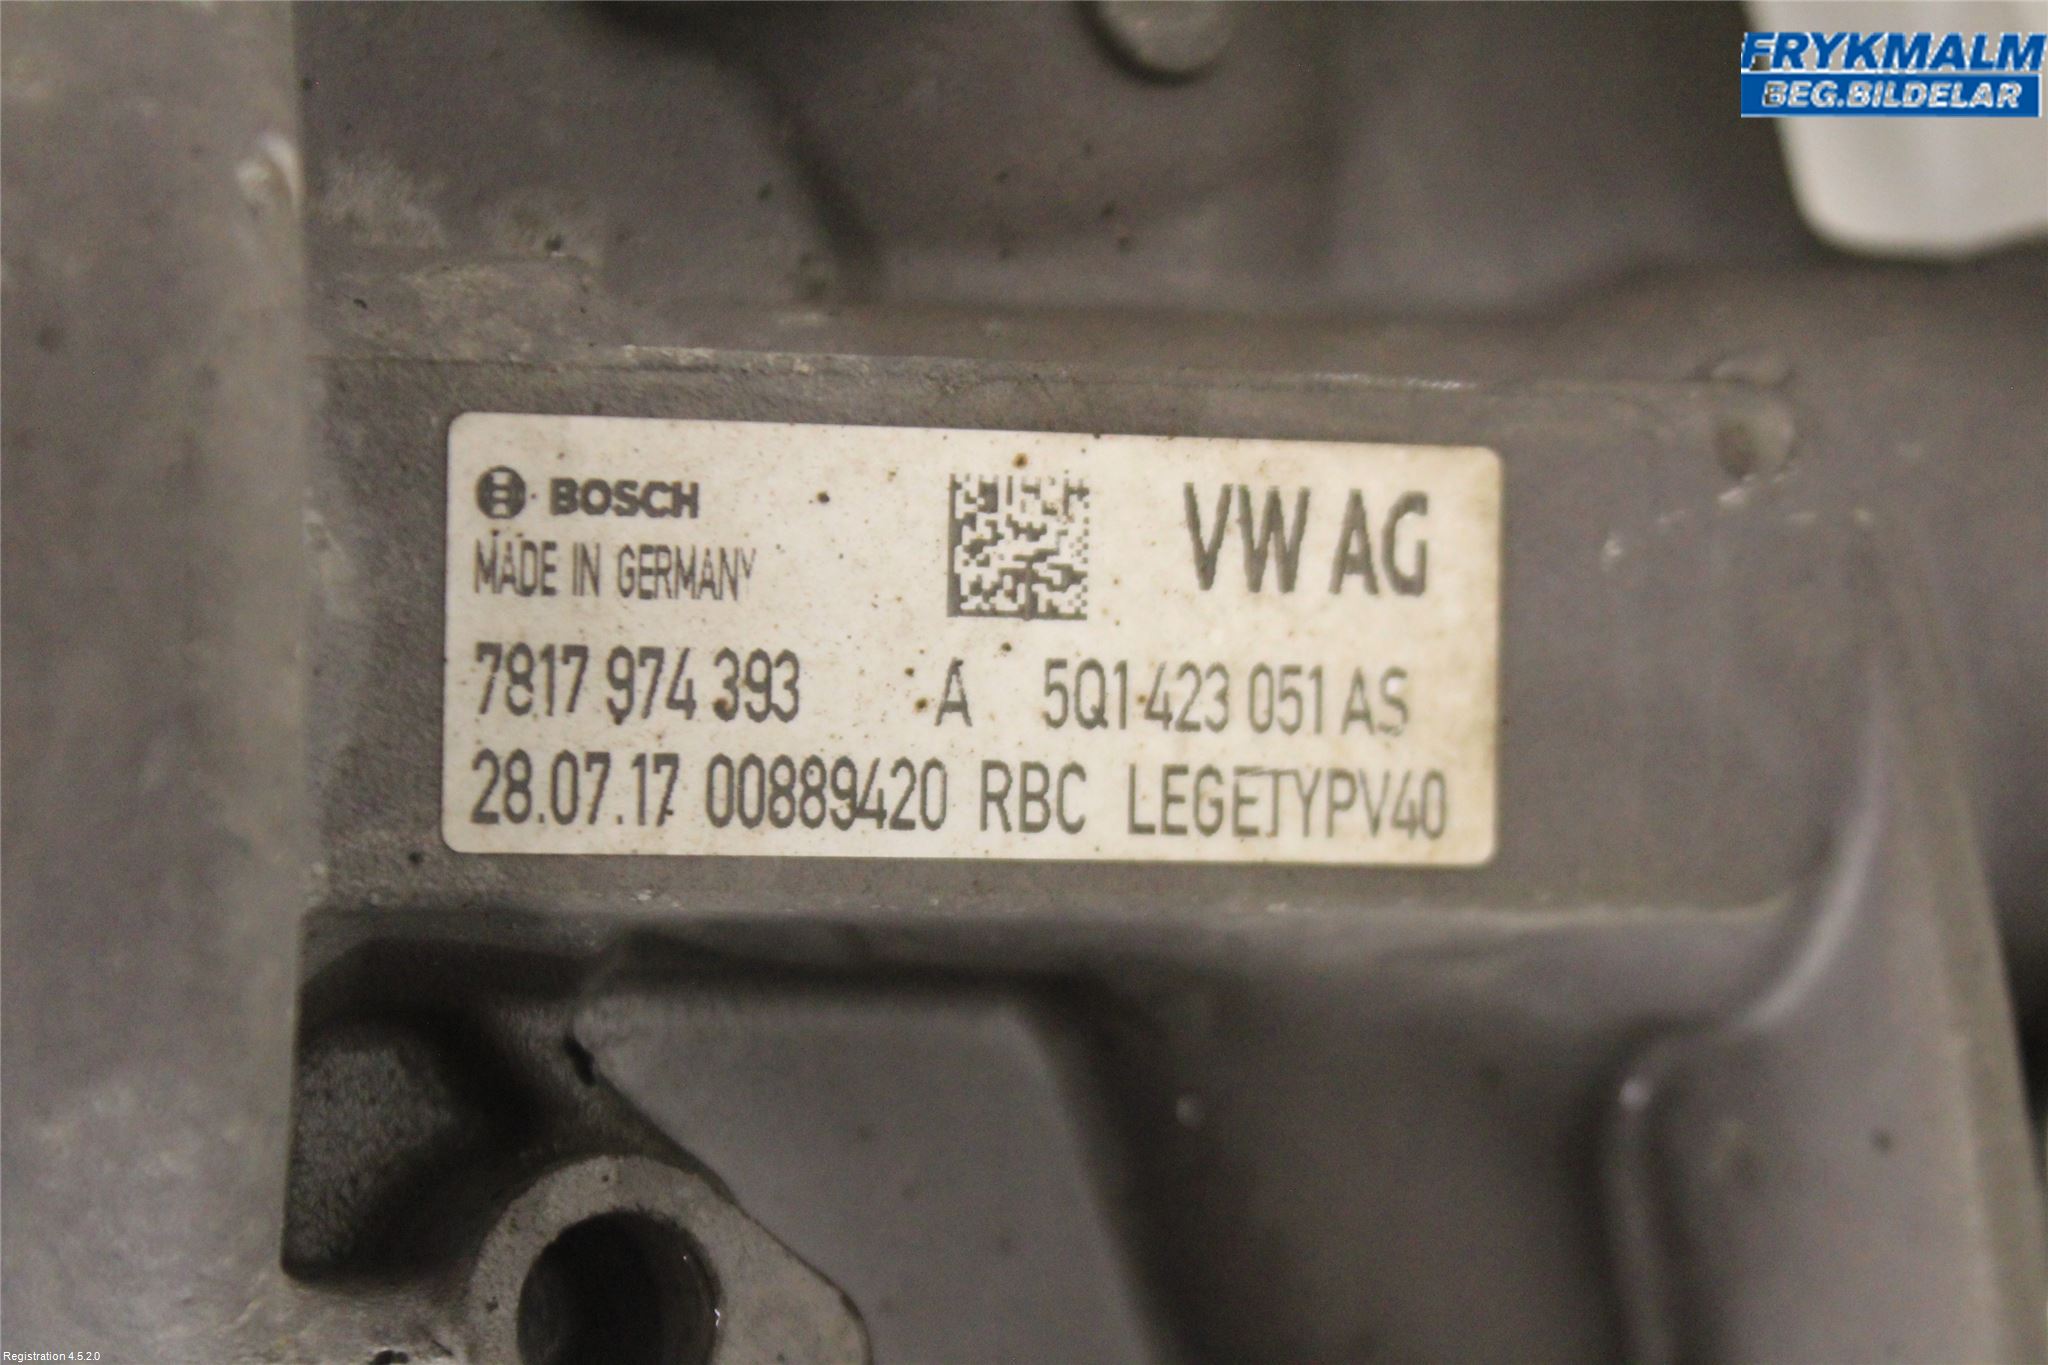 FRYKMALM
BEG.BILDELAR
BOSCH
VW AG
MADE IN GERMANY
7817 974 393 A 5Q1 423 051 AS
28.07.17 00889420 RBC LEGETYPV40
Registration 4.5.2.0